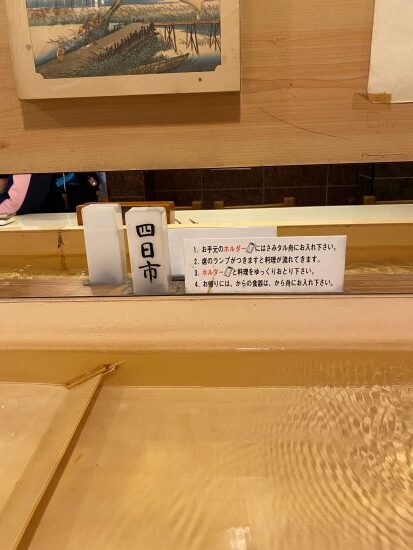 四日市
1. お手元のホルダーにはさみタル舟にお入れ下さい。
2. 座のランプがつきますと料理が流れてきます。
3. ホルダーと料理をゆっくりおとり下さい。
4. お帰りには、からの食器は、から舟にお入れ下さい。